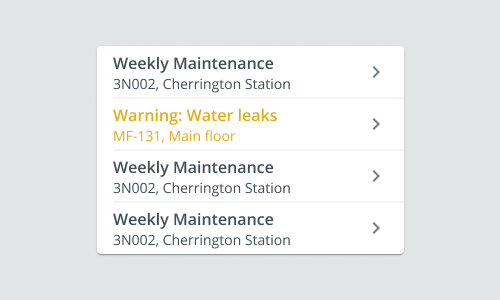 Weekly Maintenance
3N002, Cherrington Station
Warning: Water leaks
MF-131, Main floor
Weekly Maintenance
3N002, Cherrington Station
Weekly Maintenance
3N002, Cherrington Station